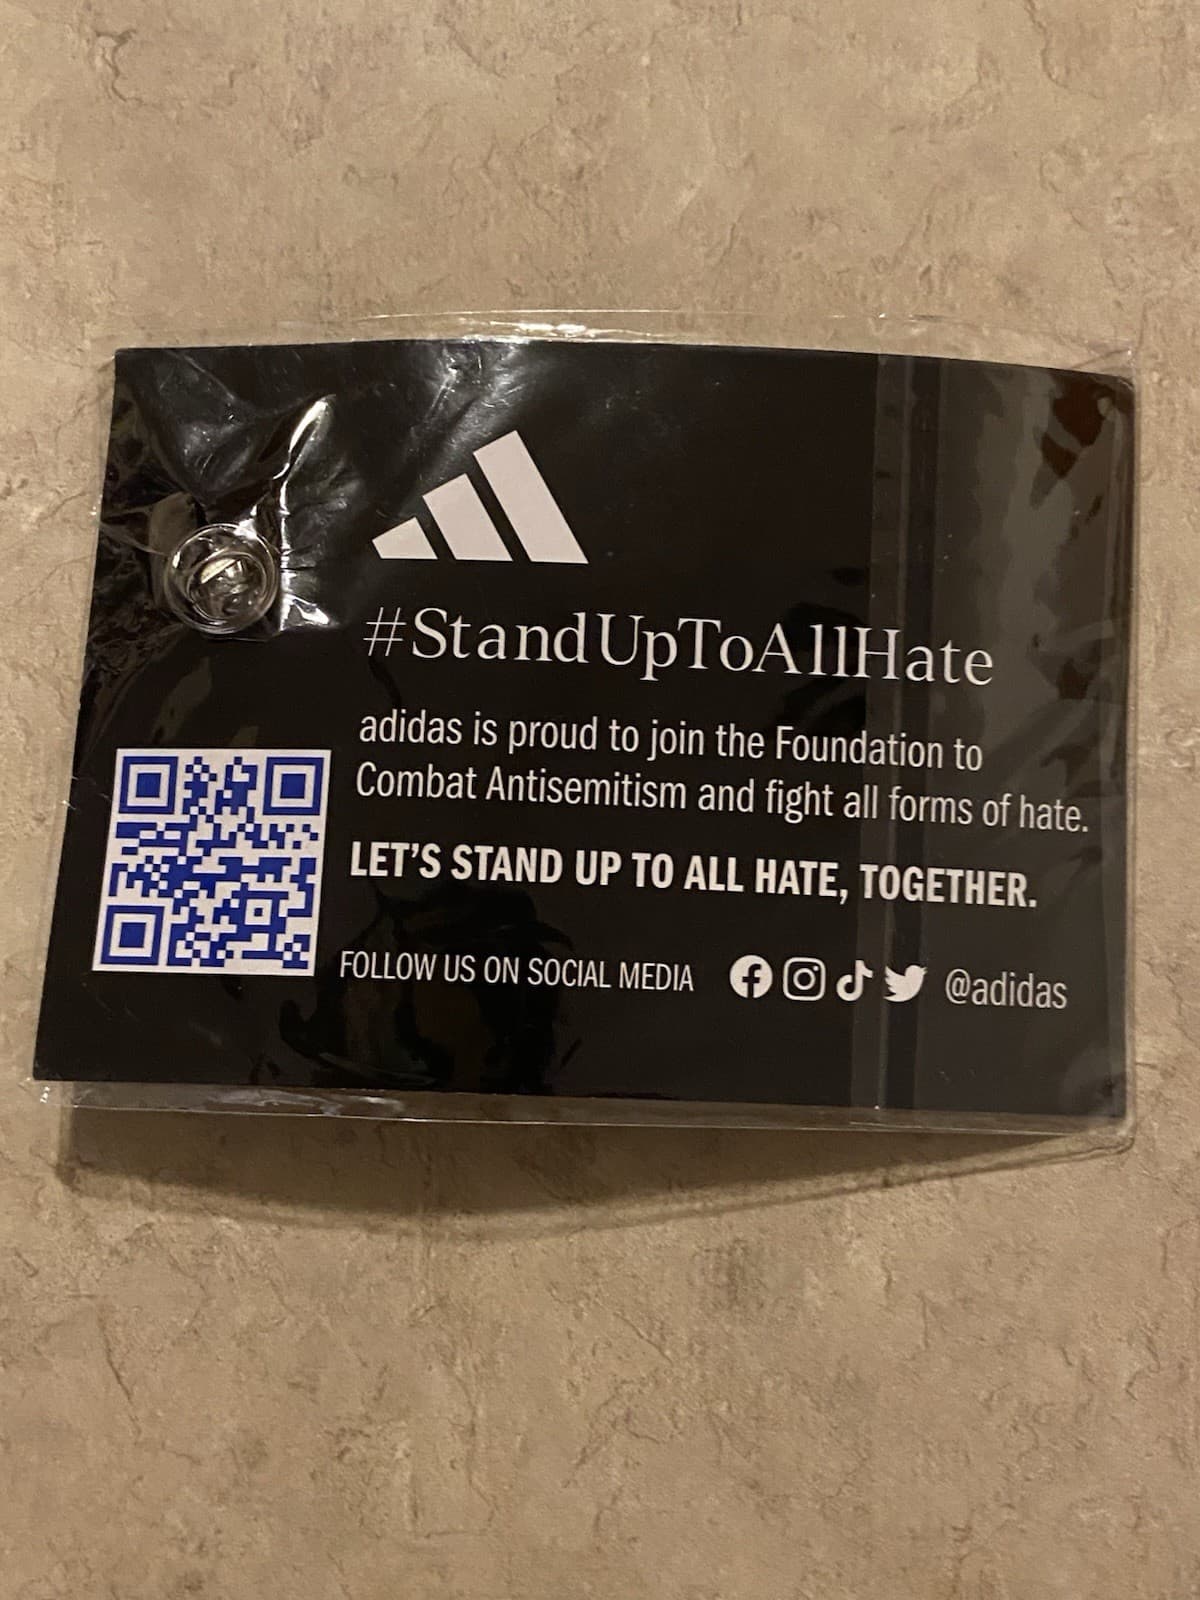 #StandUpToAllHate
adidas is proud to join the Foundation to
Combat Antisemitism and fight all forms of hate.
LET'S STAND UP TO ALL HATE, TOGETHER.
FOLLOW US ON SOCIAL MEDIA @adidas